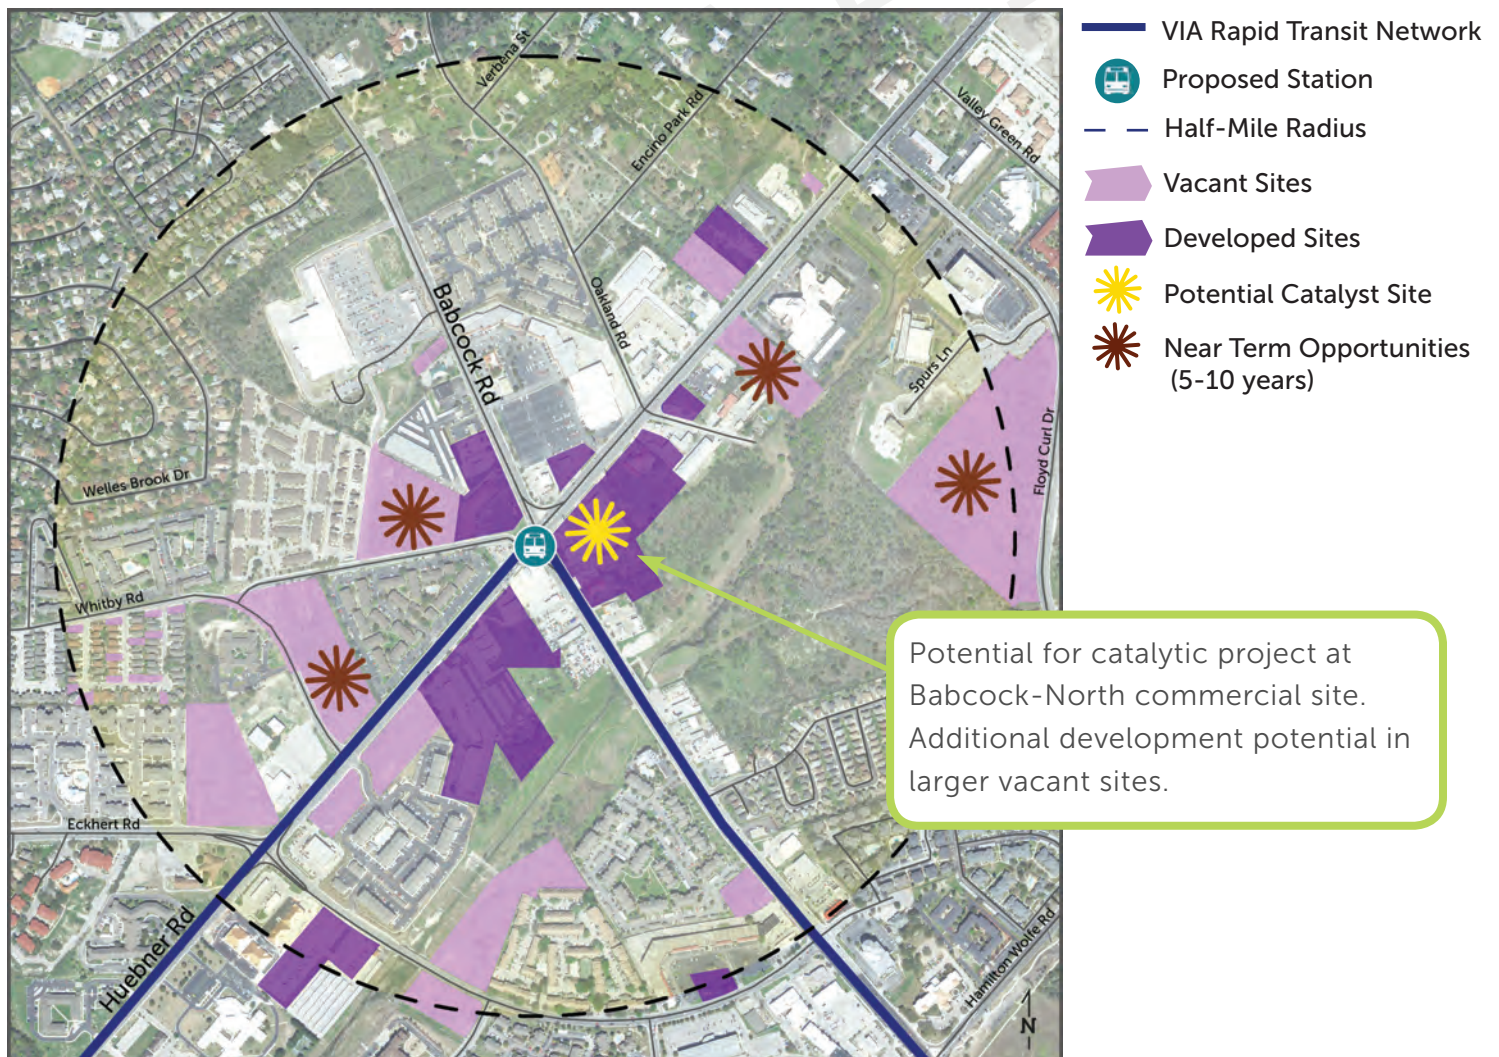 VIA Rapid Transit Network
Proposed Station
Half-Mile Radius
Vacant Sites
Developed Sites
Potential Catalyst Site
Near Term Opportunities
(5-10 years)
Verbena St
Encino Park Rd
Valley Green Rd
Babcock Rd
Oakland Rd
Spurs Ln
Floyd Curl Dr
Welles Brook Dr
Whitby Rd
Potential for catalytic project at
Babcock-North commercial site.
Additional development potential in
larger vacant sites.
Eckhert Rd
Huebner Rd
Hamilton Wolfe Rd
N